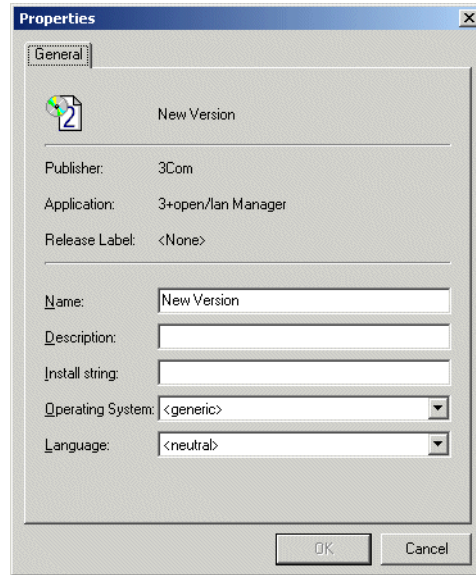 Properties
General
2
New Version
Publisher: 3Com
Application: 3+open/lan Manager
Release Label: <None>
Name: New Version
Description:
Install string:
Operating System: <generic>
Language: <neutral>
OK Cancel